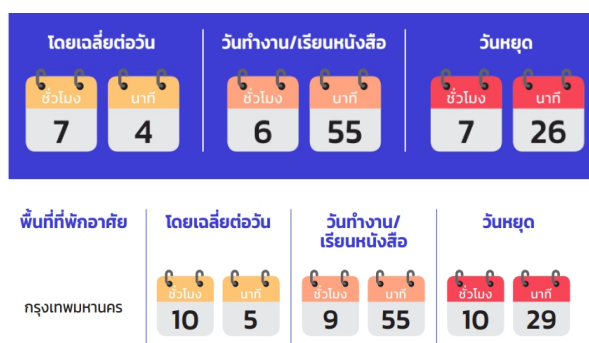 โดยเฉลี่ยต่อวัน วันทำงาน/เรียนหนังสือ วันหยุด
ชั่วโมง นาที ชั่วโมง นาที ชั่วโมง นาที
7 4 6 55 7 26
พื้นที่ที่พักอาศัย โดยเฉลี่ยต่อวัน วันทำงาน/ วันหยุด
เรียนหนังสือ
ชั่วโมง นาที ชั่วโมง นาที ชั่วโมง นาที
กรุงเทพมหานคร 10 5 9 55 10 29